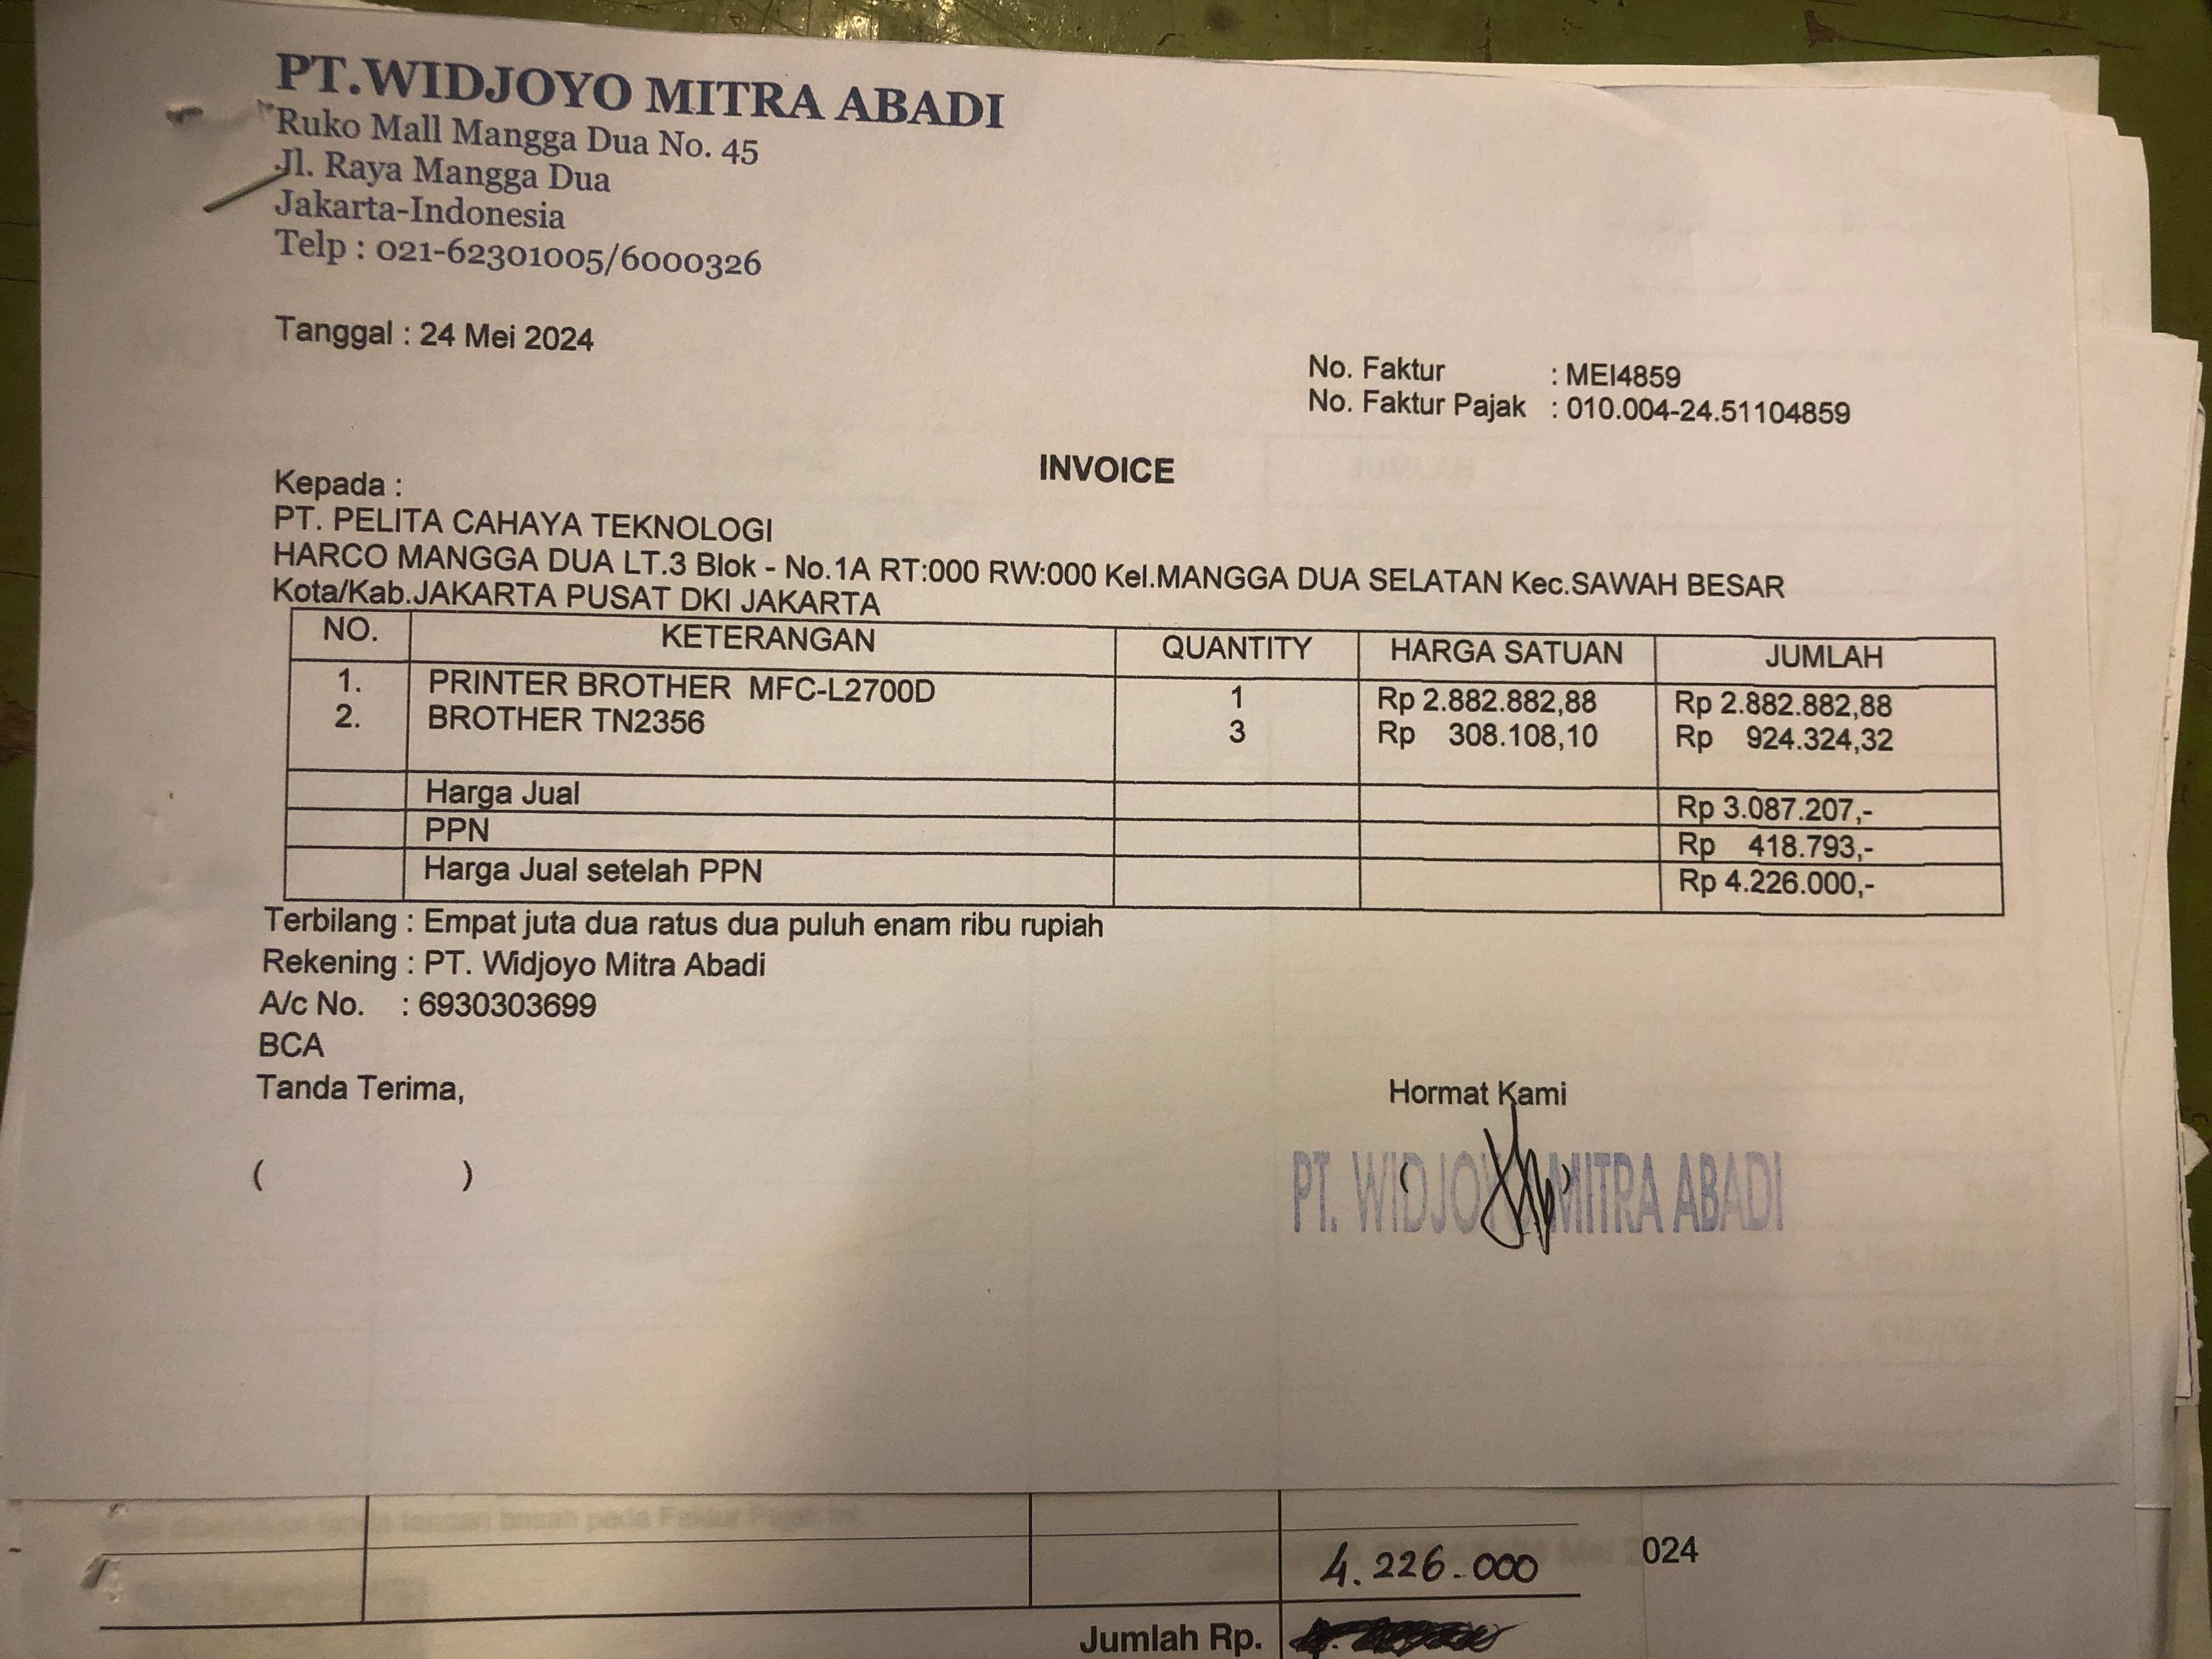 PT.WIDJOYO MITRA ABADI
Ruko Mall Mangga Dua No. 45
Jl. Raya Mangga Dua
Jakarta-Indonesia
Telp : 021-62301005/6000326
Tanggal : 24 Mei 2024
No. Faktur : MEI4859
No. Faktur Pajak : 010.004-24.51104859
INVOICE
Kepada :
PT. PELITA CAHAYA TEKNOLOGI
HARCO MANGGA DUA LT.3 Blok - No.1A RT:000 RW:000 Kel.MANGGA DUA SELATAN Kec.SAWAH BESAR
Kota/Kab.JAKARTA PUSAT DKI JAKARTA
NO. KETERANGAN QUANTITY HARGA SATUAN JUMLAH
1. PRINTER BROTHER MFC-L2700D 1 Rp 2.882.882,88 Rp 2.882.882,88
2. BROTHER TN2356 3 Rp 308.108,10 Rp 924.324,32
Harga Jual Rp 3.087.207,-
PPN Rp 418.793,-
Harga Jual setelah PPN Rp 4.226.000,-
Terbilang : Empat juta dua ratus dua puluh enam ribu rupiah
Rekening : PT. Widjoyo Mitra Abadi
A/c No. : 6930303699
BCA
Tanda Terima,
Hormat Kami
( )
PT. WIDJOYO MITRA ABADI
4.226.000
024
Jumlah Rp.